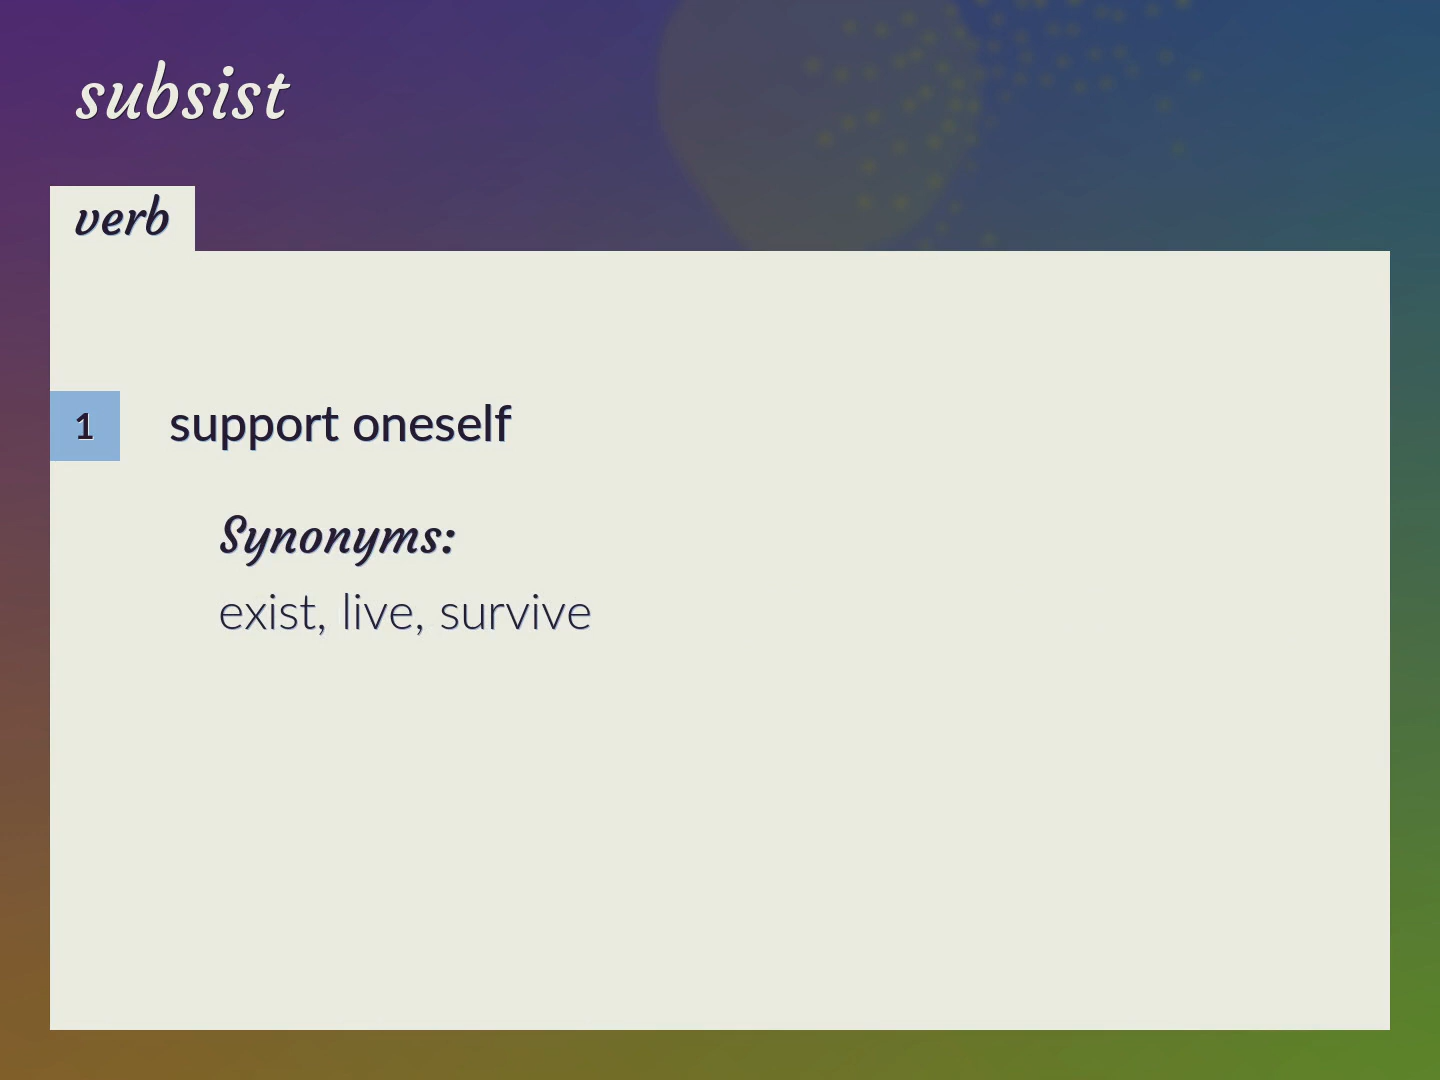 subsist
verb
1 support oneself
Synonyms:
exist, live, survive